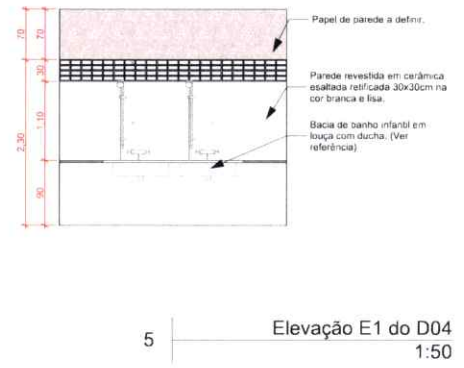 70
70
30
1.10
2.30
90
Papel de parede a definir.
Parede revestida em cerâmica
esaltada retificada 30x30cm na
cor branca e lisa.
Bacia de banho infantil em
louça com ducha. (Ver
referência)
5
Elevação E1 do D04
1:50